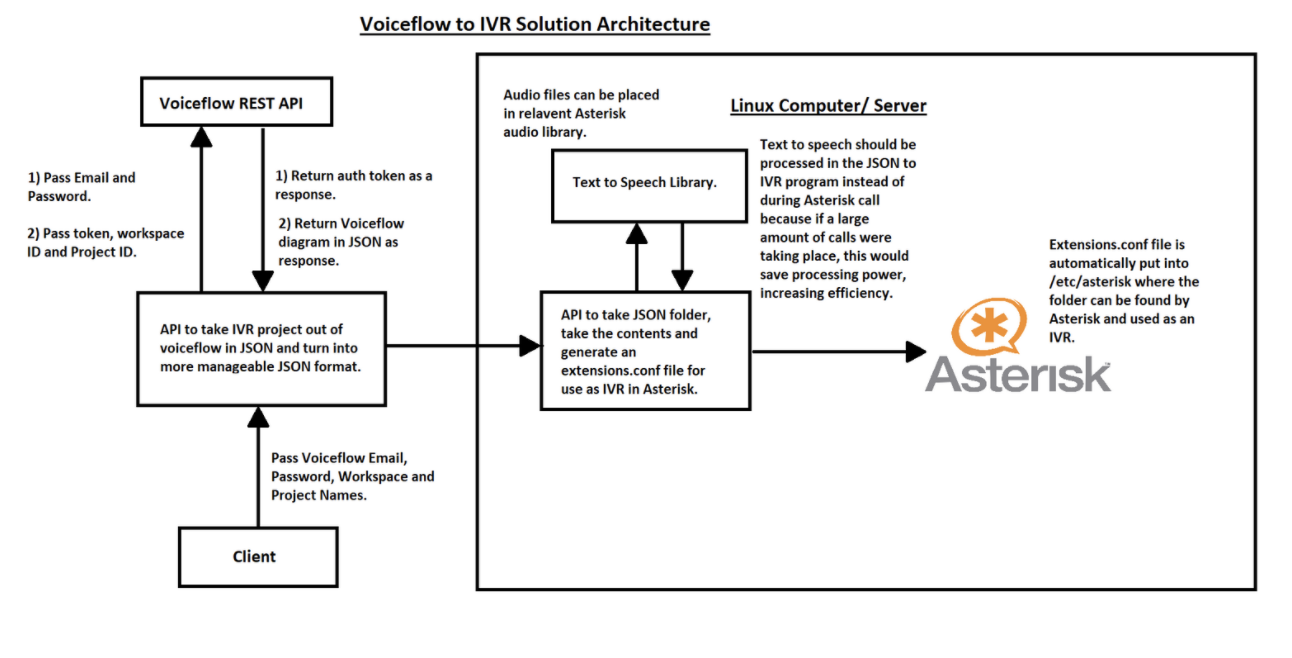 Voiceflow to IVR Solution Architecture
Voiceflow REST API
1) Pass Email and
Password.
2) Pass token, workspace
ID and Project ID.
1) Return auth token as a
response.
2) Return Voiceflow
diagram in JSON as
response.
API to take IVR project out of
voiceflow in JSON and turn into
more manageable JSON format.
Pass Voiceflow Email,
Password, Workspace and
Project Names.
Client
Audio files can be placed
in relavent Asterisk
audio library.
Linux Computer/ Server
Text to Speech Library.
Text to speech should be
processed in the JSON to
IVR program instead of
during Asterisk call
because if a large
amount of calls were
taking place, this would
save processing power,
increasing efficiency.
API to take JSON folder,
take the contents and
generate an
extensions.conf file for
use as IVR in Asterisk.
Extensions.conf file is
automatically put into
/etc/asterisk where the
folder can be found by
Asterisk and used as an
IVR.
Asterisk